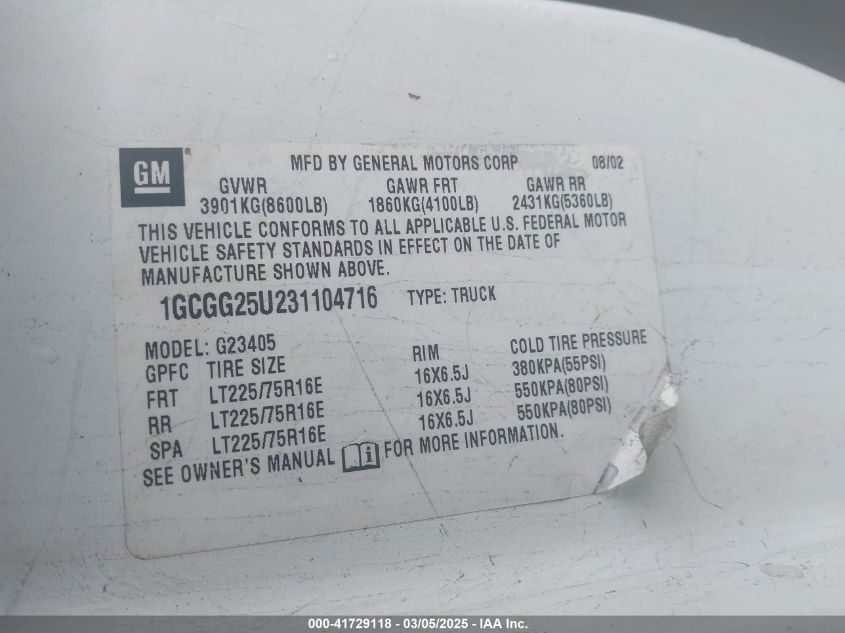 GM ® MFD BY GENERAL MOTORS CORP 08/02
GVWR GAWR FRT GAWR RR
3901KG(8600LB) 1860KG(4100LB) 2431KG(5360LB)
THIS VEHICLE CONFORMS TO ALL APPLICABLE U.S. FEDERAL MOTOR
VEHICLE SAFETY STANDARDS IN EFFECT ON THE DATE OF
MANUFACTURE SHOWN ABOVE.
1GCGG25U231104716 TYPE: TRUCK
MODEL: G23405
GPFC TIRE SIZE RIM COLD TIRE PRESSURE
FRT LT225/75R16E 16X6.5J 380KPA(55PSI)
RR LT225/75R16E 16X6.5J 550KPA(80PSI)
SPA LT225/75R16E 16X6.5J 550KPA(80PSI)
SEE OWNER'S MANUAL i FOR MORE INFORMATION.
000-41729118 - 03/05/2025 - IAA Inc.